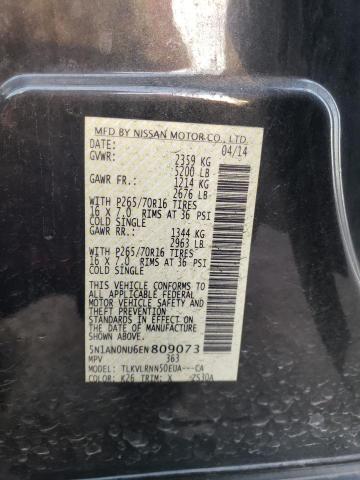 MFD BY NISSAN MOTOR CO., LTD.
DATE: 04/14
GVWR: 2359 KG
5200 LB
GAWR FR.: 1214 KG
2676 LB
WITH P265/70R16 TIRES
16 X 7.0 RIMS AT 36 PSI
COLD SINGLE
GAWR RR.: 1344 KG
2963 LB
WITH P265/70R16 TIRES
16 X 7.0 RIMS AT 36 PSI
COLD SINGLE
THIS VEHICLE CONFORMS TO ALL
APPLICABLE FEDERAL MOTOR
VEHICLE SAFETY AND
THEFT PREVENTION
STANDARDS IN EFFECT ON THE
DATE OF MANUFACTURE SHOWN
ABOVE.
5N1AN0NU6EN809073
MPV 363
MODEL: TLKVLRNN50EUA---CA
COLOR: K26 TRIM: X -ZS30A